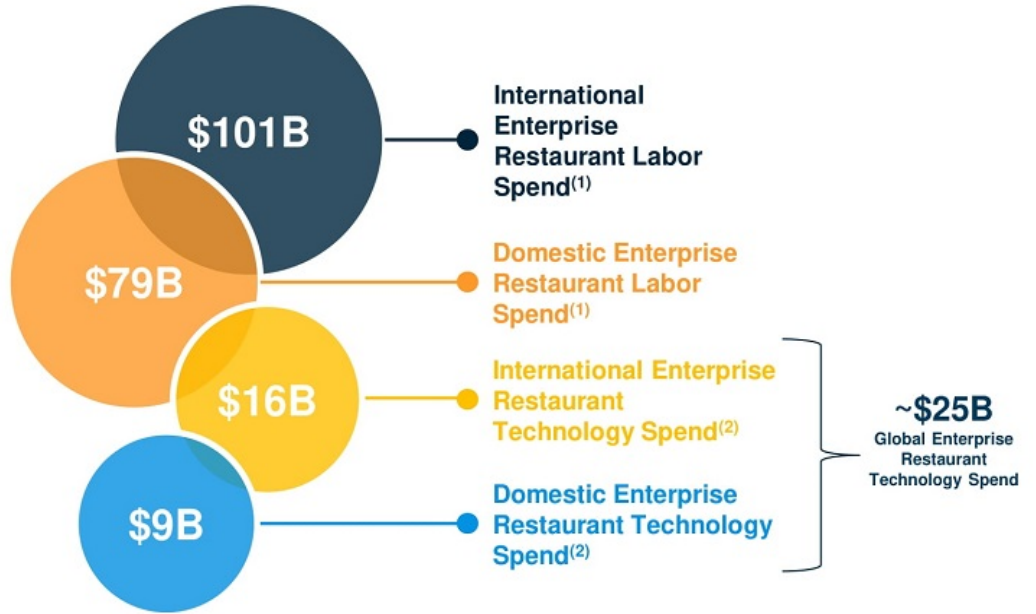 $101B
International
Enterprise
Restaurant Labor
Spend(1)
$79B
Domestic Enterprise
Restaurant Labor
Spend(1)
$16B
International Enterprise
Restaurant
Technology Spend(2)
~$25B
Global Enterprise
Restaurant
Technology Spend
$9B
Domestic Enterprise
Restaurant Technology
Spend(2)